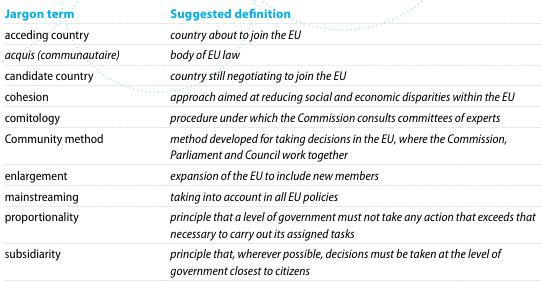 Jargon term Suggested definition
acceding country country about to join the EU
acquis (communautaire) body of EU law
candidate country country still negotiating to join the EU
cohesion approach aimed at reducing social and economic disparities within the EU
comitology procedure under which the Commission consults committees of experts
Community method method developed for taking decisions in the EU, where the Commission,
Parliament and Council work together
enlargement expansion of the EU to include new members
mainstreaming taking into account in all EU policies
proportionality principle that a level of government must not take any action that exceeds that
necessary to carry out its assigned tasks
subsidiarity principle that, wherever possible, decisions must be taken at the level of
government closest to citizens